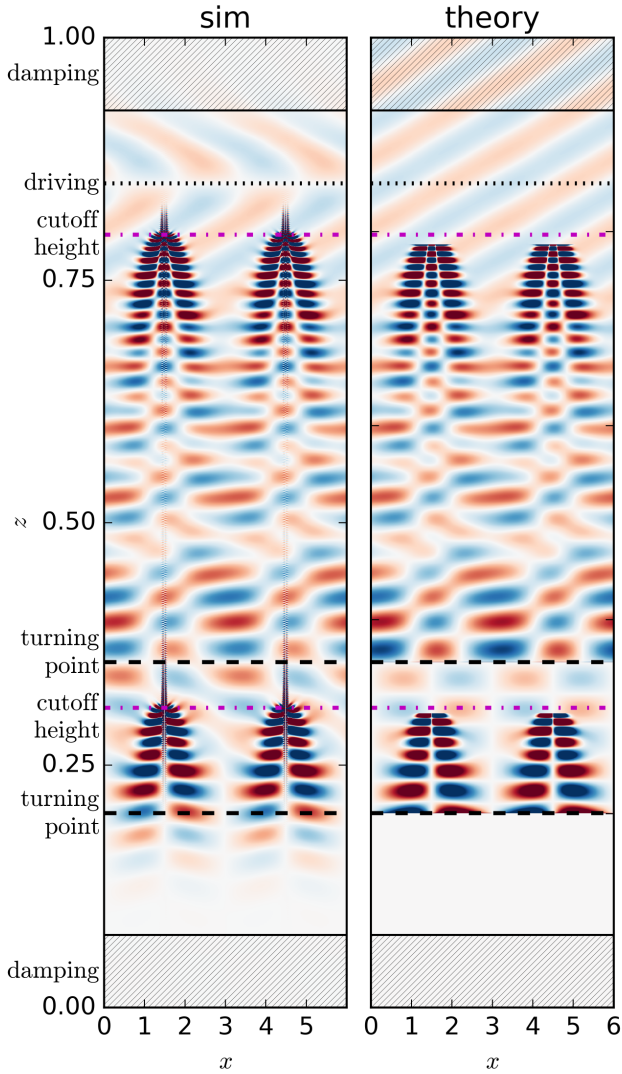 sim theory
1.00
damping
driving
cutoff
height
0.75
z 0.50
turning
point
cutoff
height
0.25
turning
point
damping
0.00
0 1 2 3 4 5 0 1 2 3 4 5 6
x x